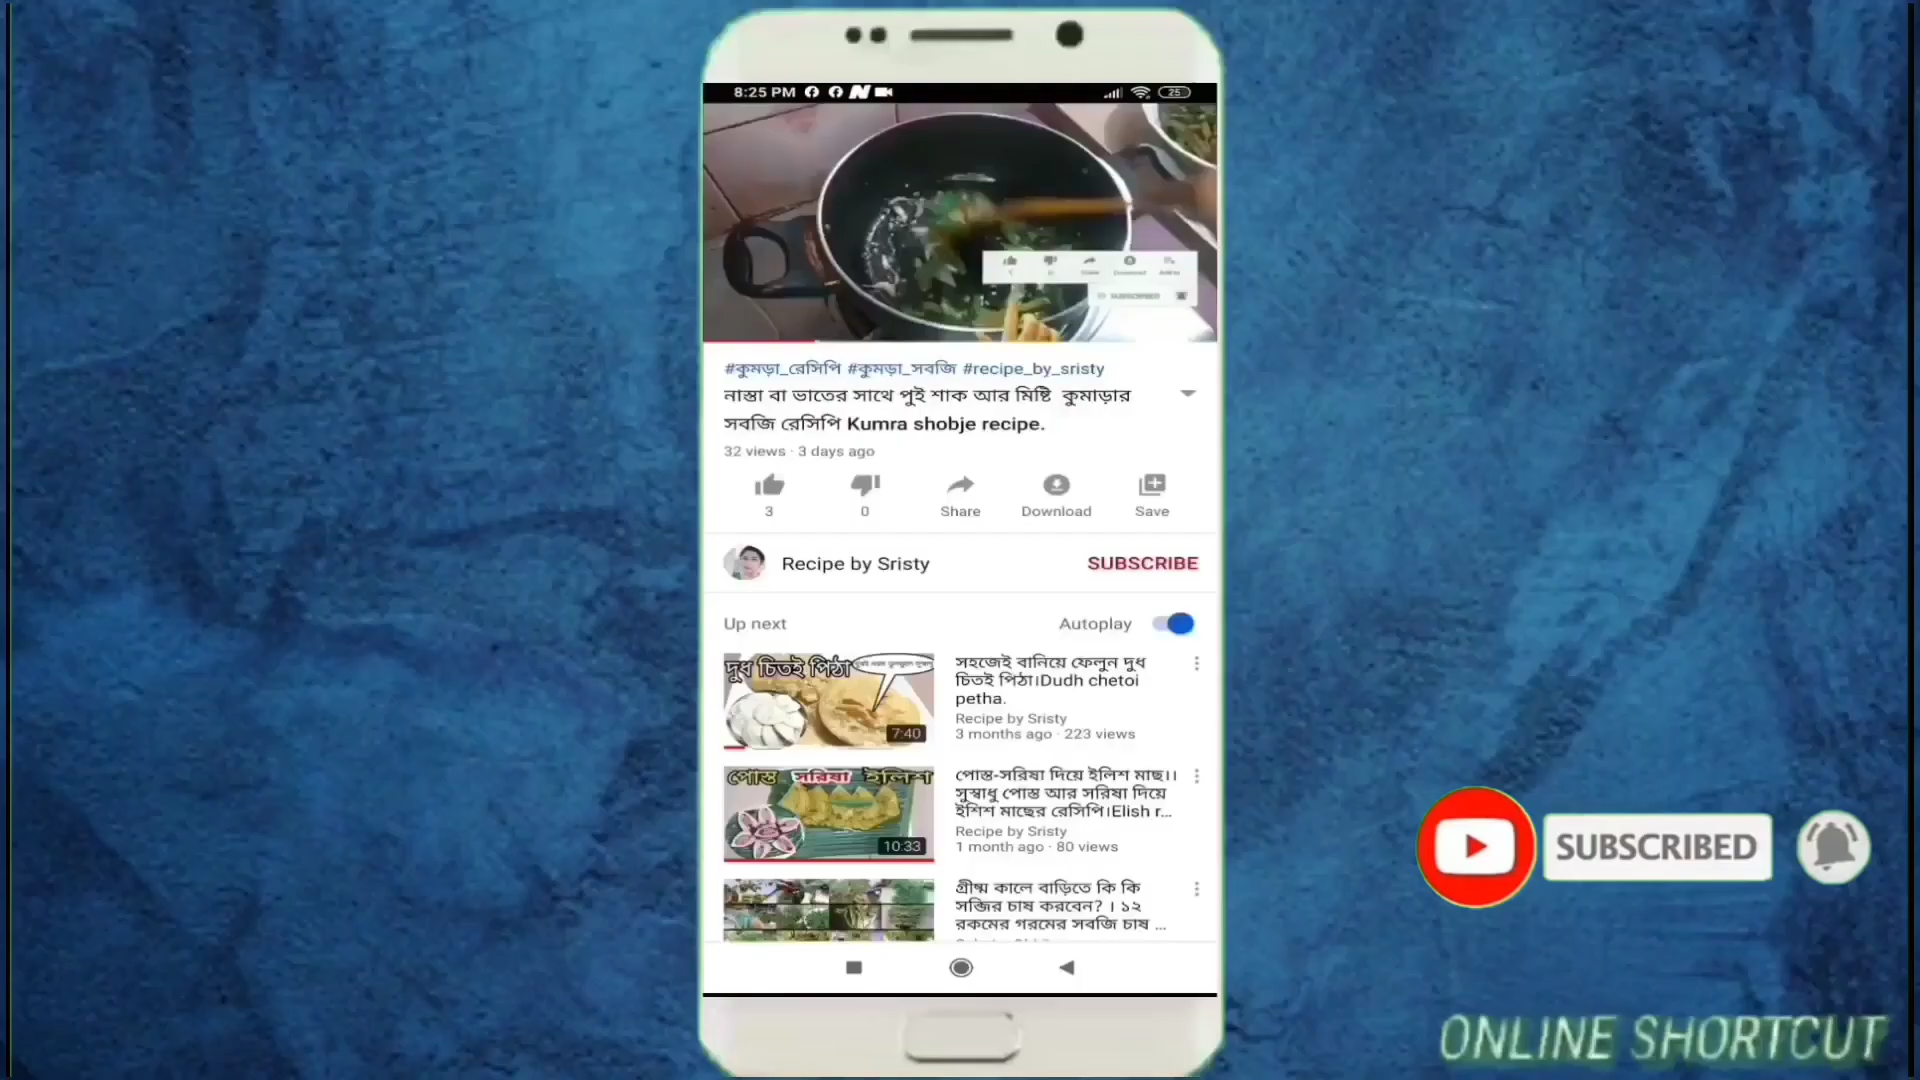 8:25 PM
25
SUBSCRIBED
#কুমড়া_রেসিপি #কুমড়া_সবজি #recipe_by_sristy
নাস্তা বা ভাতের সাথে পুই শাক আর মিষ্টি কুমাড়ার
সবজি রেসিপি Kumra shobje recipe.
32 views · 3 days ago
3
0
Share
Download
Save
Recipe by Sristy
SUBSCRIBE
Up next
Autoplay
দুধ চিতই পিঠা
7:40
সহজেই বানিয়ে ফেলুন দুধ
চিতই পিঠা।Dudh chetoi
petha.
Recipe by Sristy
3 months ago · 223 views
পোস্ত সরিষা ইলিশ
10:33
পোস্ত-সরিষা দিয়ে ইলিশ মাছ।।
সুস্বাধু পোস্ত আর সরিষা দিয়ে
ইশিশ মাছের রেসিপি।Elish r...
Recipe by Sristy
1 month ago · 80 views
গ্রীষ্ম কালে বাড়িতে কি কি
সব্জির চাষ করবেন? । ১২
রকমের গরমের সবজি চাষ ...
SUBSCRIBED
ONLINE SHORTCUT